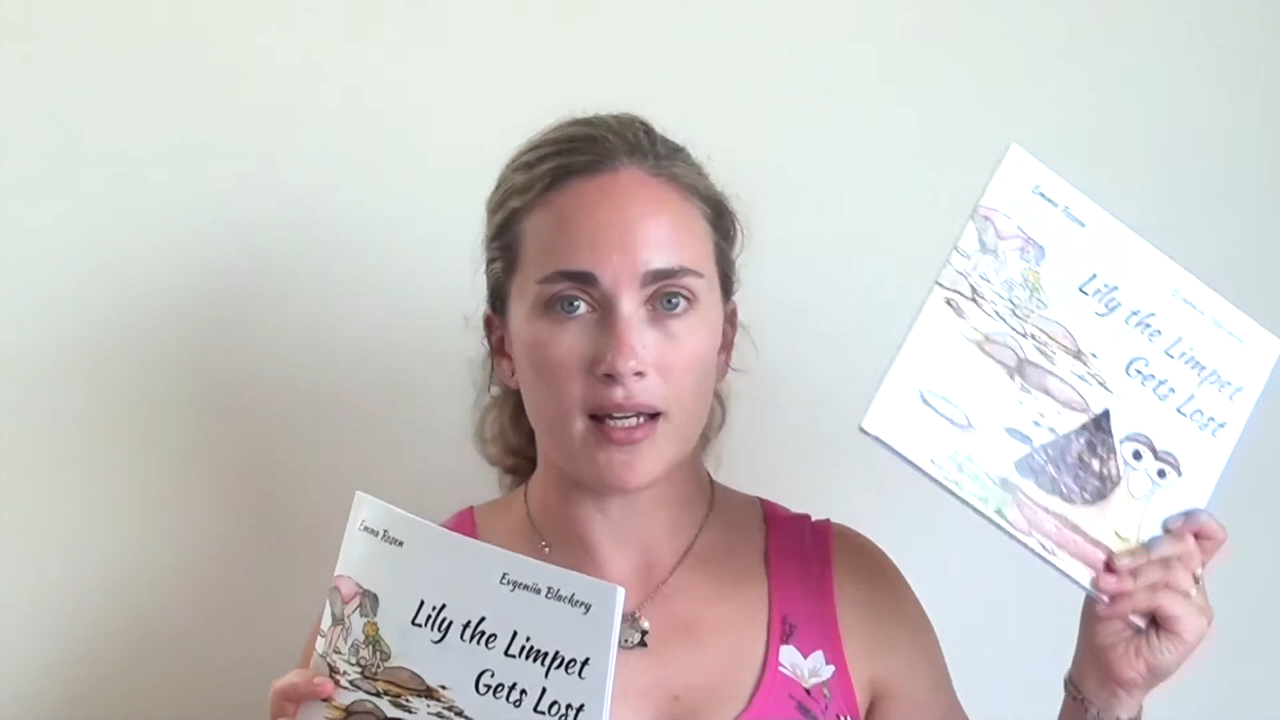 Emma Rosen
Evgeniia Blackery
Lily the Limpet
Gets Lost
Emma Rosen
Lily the Limpet
Gets Lost